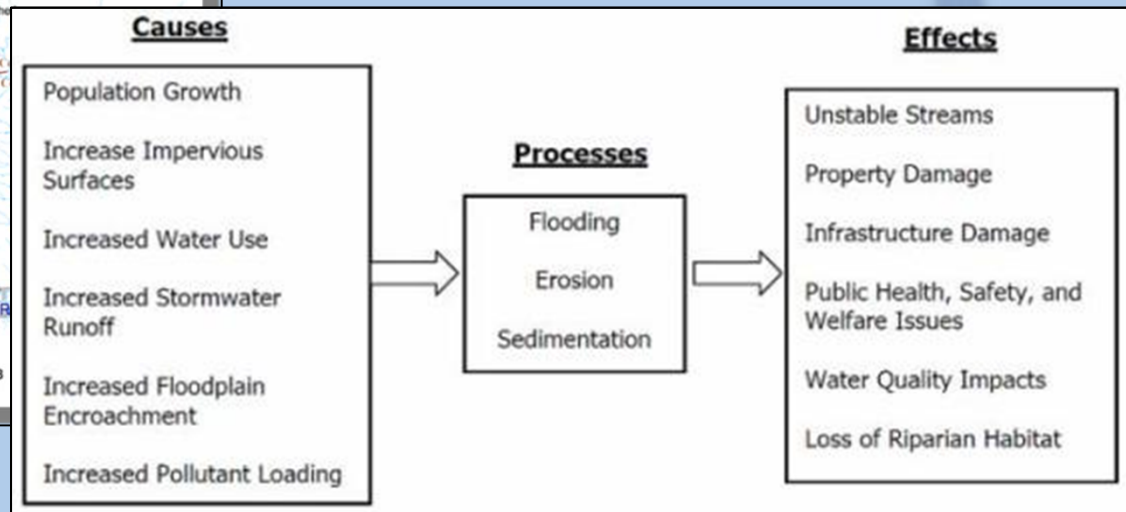 Causes
Population Growth
Increase Impervious
Surfaces
Increased Water Use
Increased Stormwater
Runoff
Increased Floodplain
Encroachment
Increased Pollutant Loading
Processes
Flooding
Erosion
Sedimentation
Effects
Unstable Streams
Property Damage
Infrastructure Damage
Public Health, Safety, and
Welfare Issues
Water Quality Impacts
Loss of Riparian Habitat